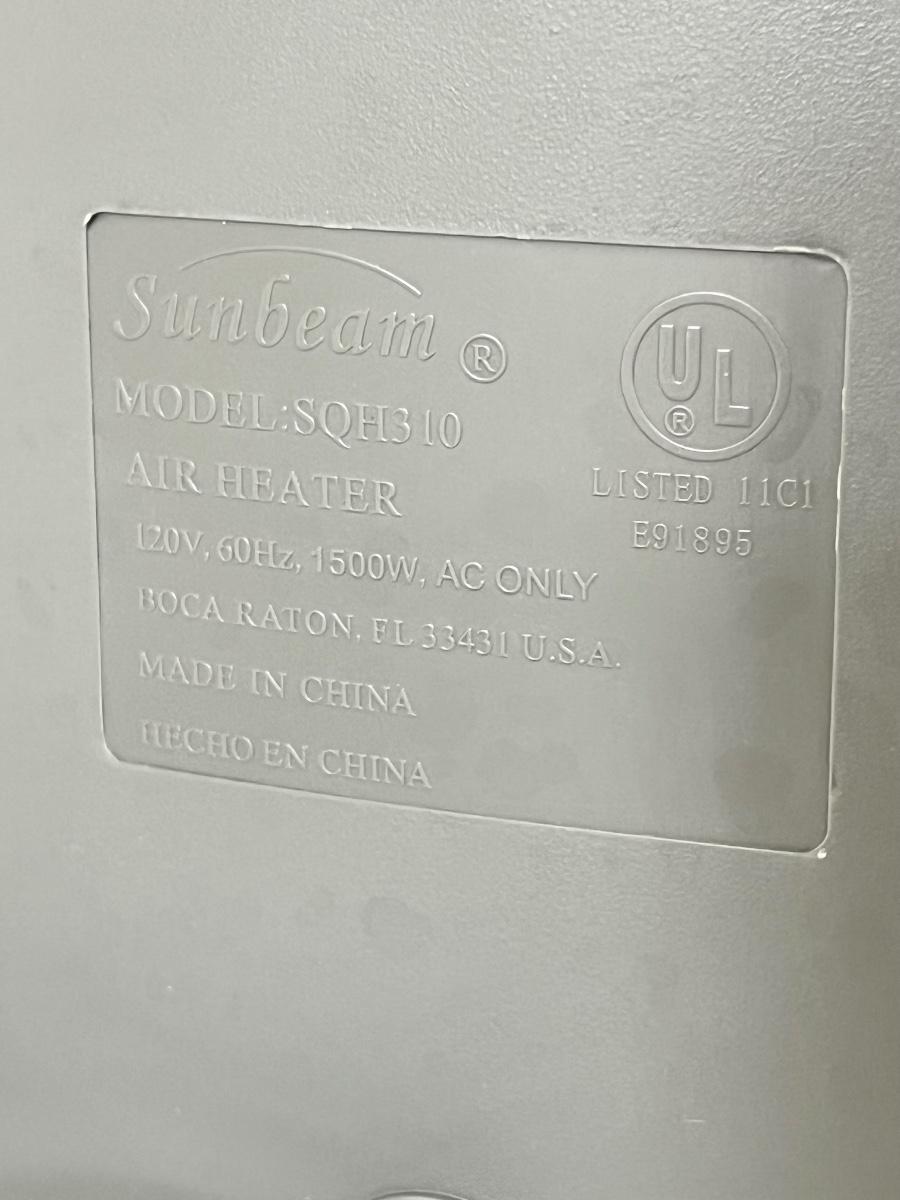 Sunbeam ®
MODEL:SQH310
AIR HEATER
120V, 60Hz, 1500W, AC ONLY
BOCA RATON, FL 33431 U.S.A.
MADE IN CHINA
HECHO EN CHINA
UL ®
LISTED 11C1
E91895